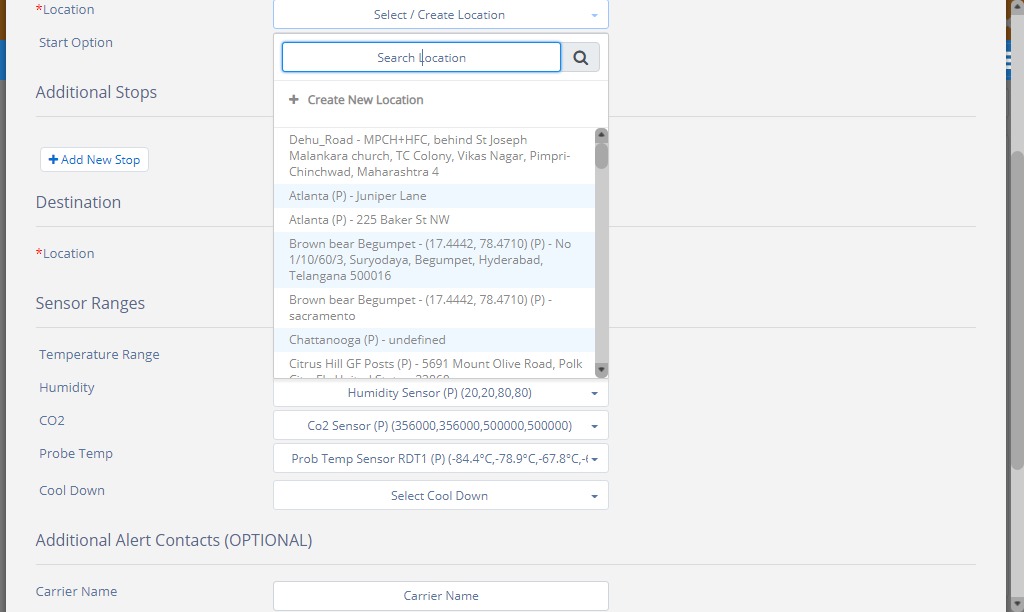 *Location
Select / Create Location
Start Option
Search Location
Create New Location
Additional Stops
Dehu_Road - MPCH+HFC, behind St Joseph
Malankara church, TC Colony, Vikas Nagar, Pimpri-
Chinchwad, Maharashtra 4
Add New Stop
Atlanta (P) - Juniper Lane
Destination
Atlanta (P) - 225 Baker St NW
*Location
Brown bear Begumpet - (17.4442, 78.4710) (P) - No
1/10/60/3, Suryodaya, Begumpet, Hyderabad,
Telangana 500016
Sensor Ranges
Brown bear Begumpet - (17.4442, 78.4710) (P) -
sacramento
Chattanooga (P) - undefined
Temperature Range
Citrus Hill GF Posts (P) - 5691 Mount Olive Road, Polk
Humidity
Humidity Sensor (P) (20,20,80,80)
CO2
Co2 Sensor (P) (356000,356000,500000,500000)
Probe Temp
Prob Temp Sensor RDT1 (P) (-84.4°C,-78.9°C,-67.8°C,-
Cool Down
Select Cool Down
Additional Alert Contacts (OPTIONAL)
Carrier Name
Carrier Name